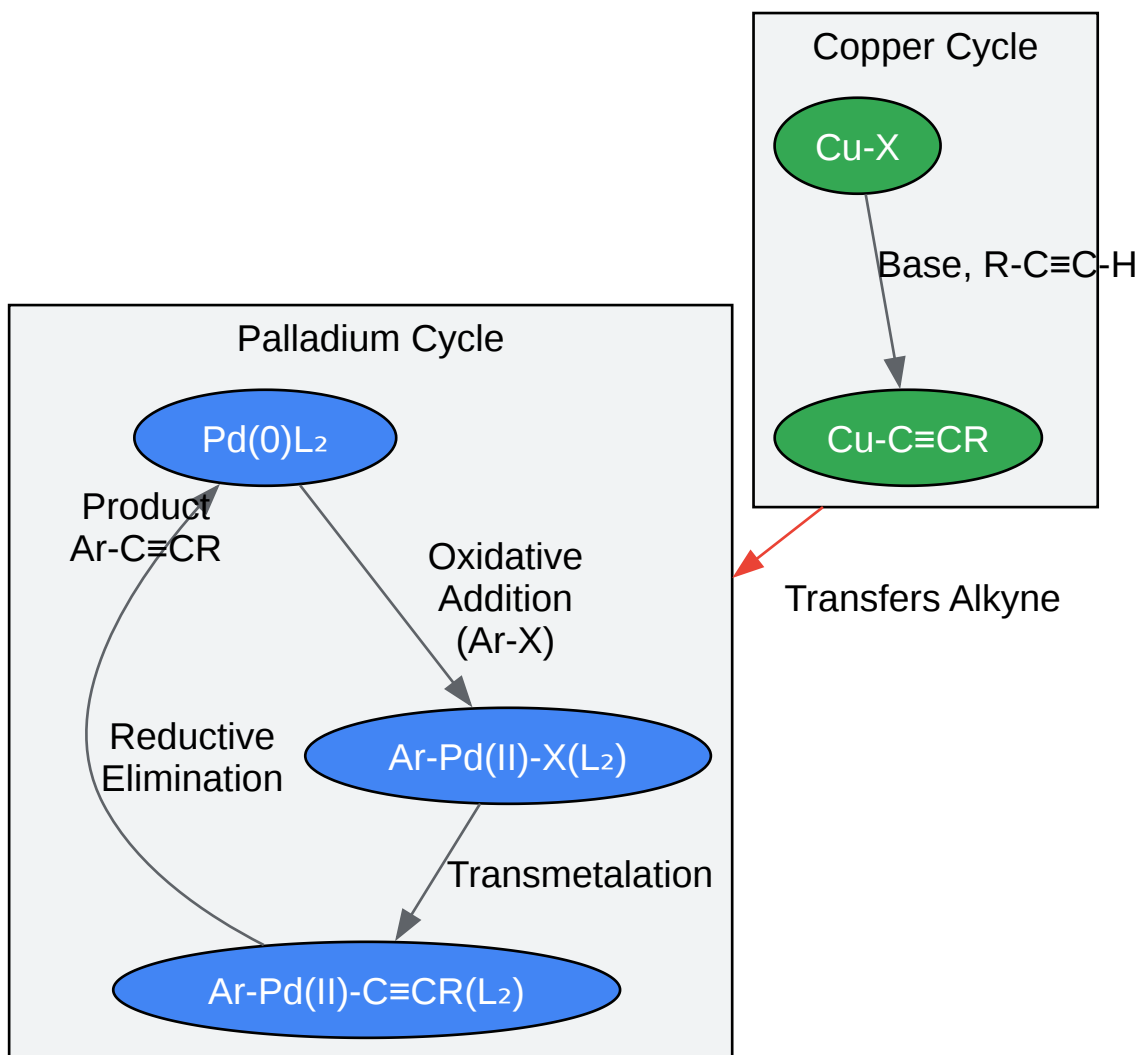 Copper Cycle
Cu-X
Base, R-C≡C-H
Cu-C≡CR
Transfers Alkyne
Palladium Cycle
Pd(0)L₂
Product
Ar-C≡CR
Oxidative
Addition
(Ar-X)
Reductive
Elimination
Ar-Pd(II)-X(L₂)
Transmetalation
Ar-Pd(II)-C≡CR(L₂)